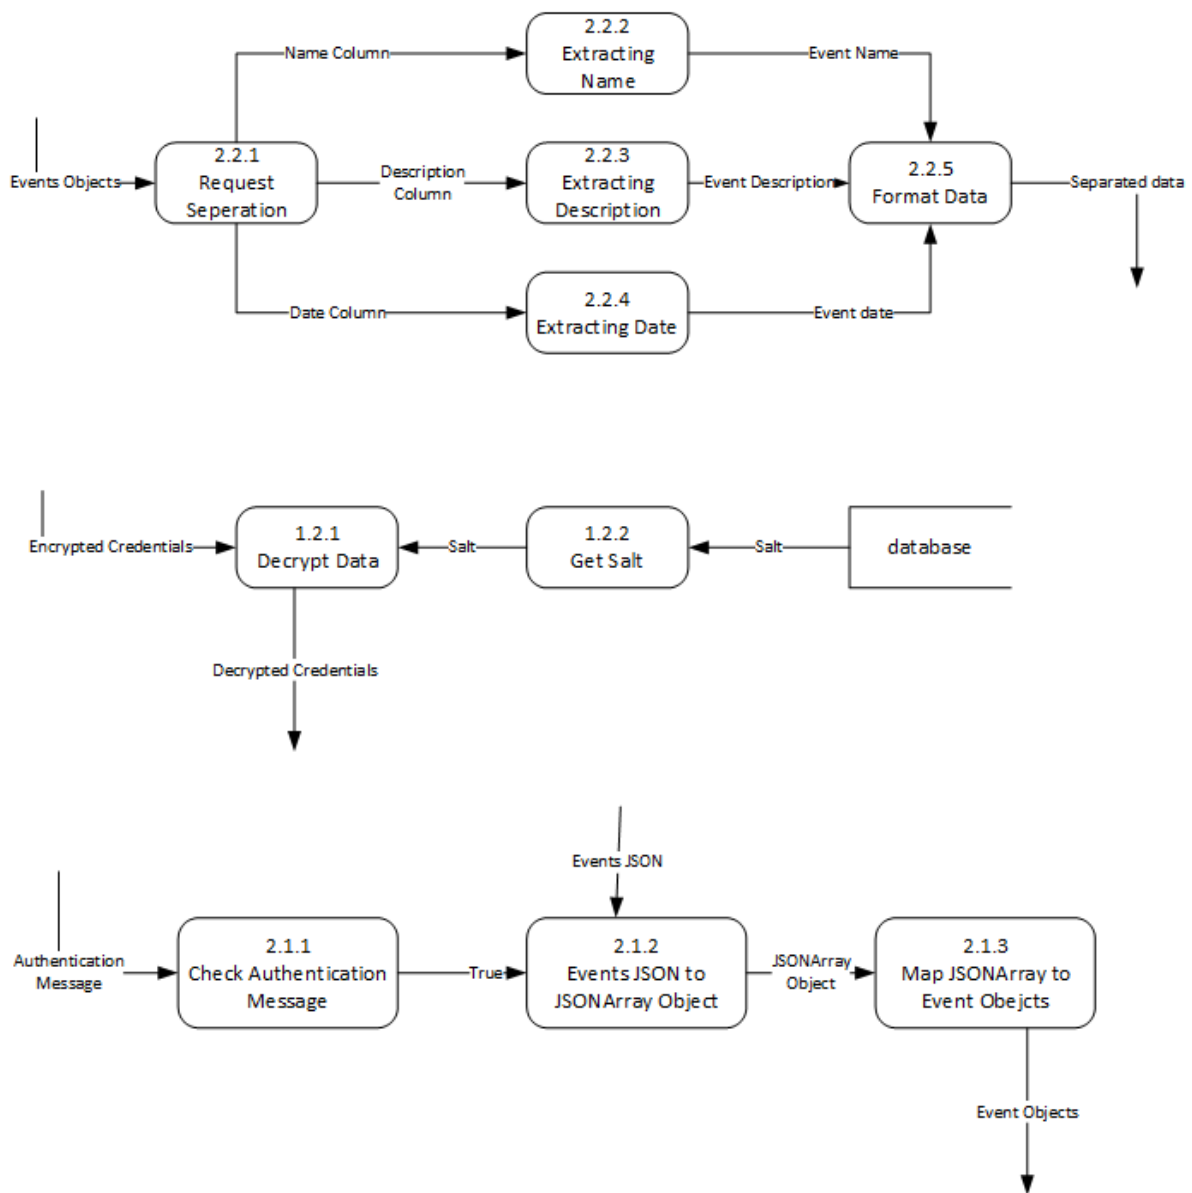 2.2.2
Extracting
Name
Name Column
Event Name
2.2.1
Request
Seperation
Events Objects
Description
Column
2.2.3
Extracting
Description
Event Description
2.2.5
Format Data
Separated data
2.2.4
Extracting Date
Date Column
Event date
Encrypted Credentials
1.2.1
Decrypt Data
Salt
1.2.2
Get Salt
Salt
database
Decrypted Credentials
Events JSON
Authentication
Message
2.1.1
Check Authentication
Message
True
2.1.2
Events JSON to
JSONArray Object
JSONArray
Object
2.1.3
Map JSONArray to
Event Obejcts
Event Objects